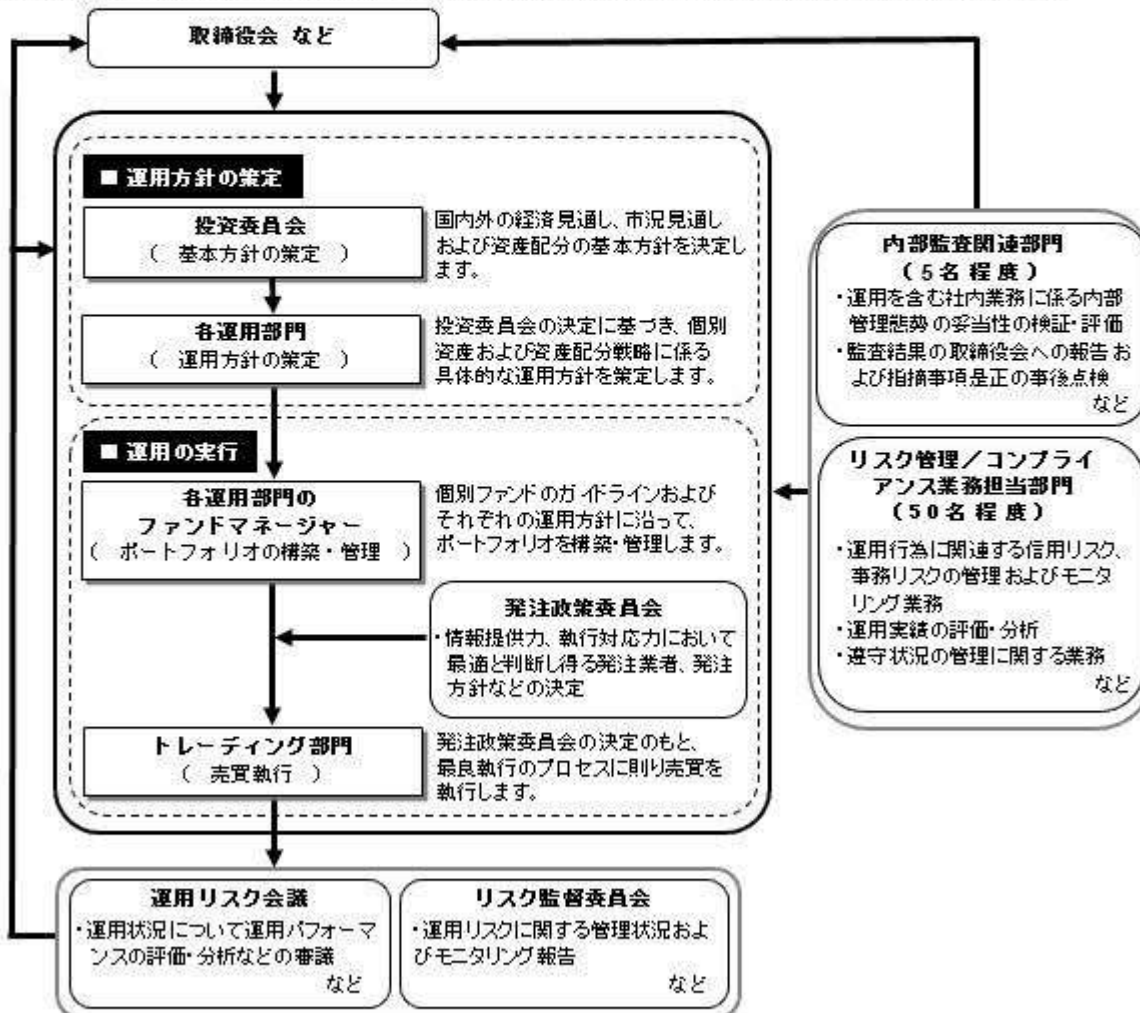 取締役会 など
■ 運用方針の策定
投資委員会
( 基本方針の策定 )
国内外の経済見通し、市況見通し
および資産配分の基本方針を決定し
ます。
各運用部門
( 運用方針の策定 )
投資委員会の決定に基づき、個別
資産および資産配分戦略に係る
具体的な運用方針を策定します。
■ 運用の実行
各運用部門の
ファンドマネージャー
( ポートフォリオの構築・管理 )
個別ファンドのガイドラインおよび
それぞれの運用方針に沿って、
ポートフォリオを構築・管理します。
発注政策委員会
・情報提供力、執行対応力において
最適と判断し得る発注業者、発注
方針などの決定
トレーディング部門
( 売買執行 )
発注政策委員会の決定のもと、
最良執行のプロセスに則り売買を
執行します。
内部監査関連部門
(5名程度)
・運用を含む社内業務に係る内部
管理態勢の妥当性の検証・評価
・監査結果の取締役会への報告お
よび指摘事項是正の事後点検
など
リスク管理/コンプライ
アンス業務担当部門
(50名程度)
・運用行為に関連する信用リスク、
事務リスクの管理およびモニタ
リング業務
・運用実績の評価・分析
・遵守状況の管理に関する業務
など
運用リスク会議
・運用状況について運用パフォーマ
ンスの評価・分析などの審議
など
リスク監督委員会
・運用リスクに関する管理状況およ
びモニタリング報告
など